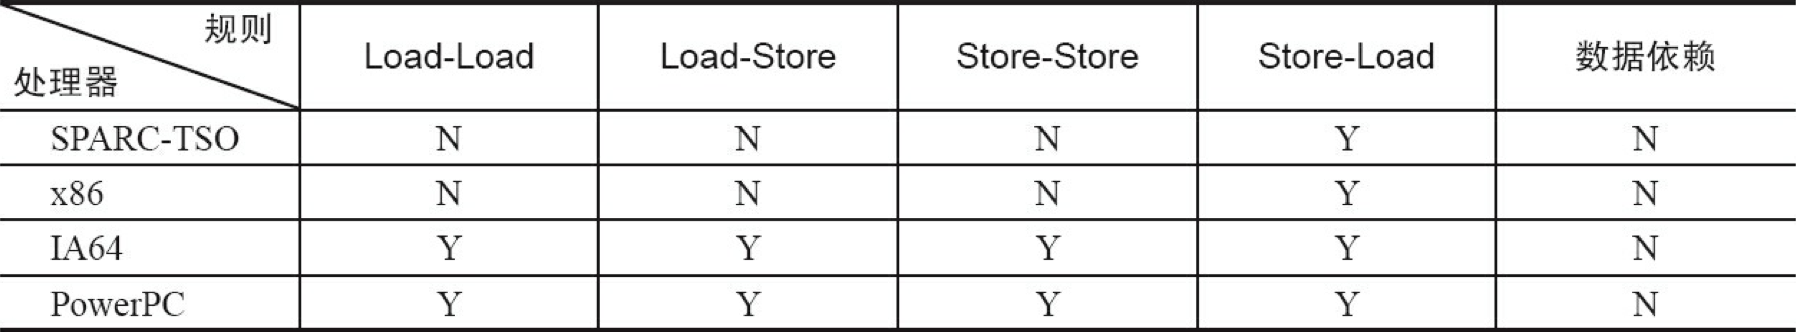 规则
处理器 Load-Load Load-Store Store-Store Store-Load 数据依赖
SPARC-TSO N N N Y N
x86 N N N Y N
IA64 Y Y Y Y N
PowerPC Y Y Y Y N